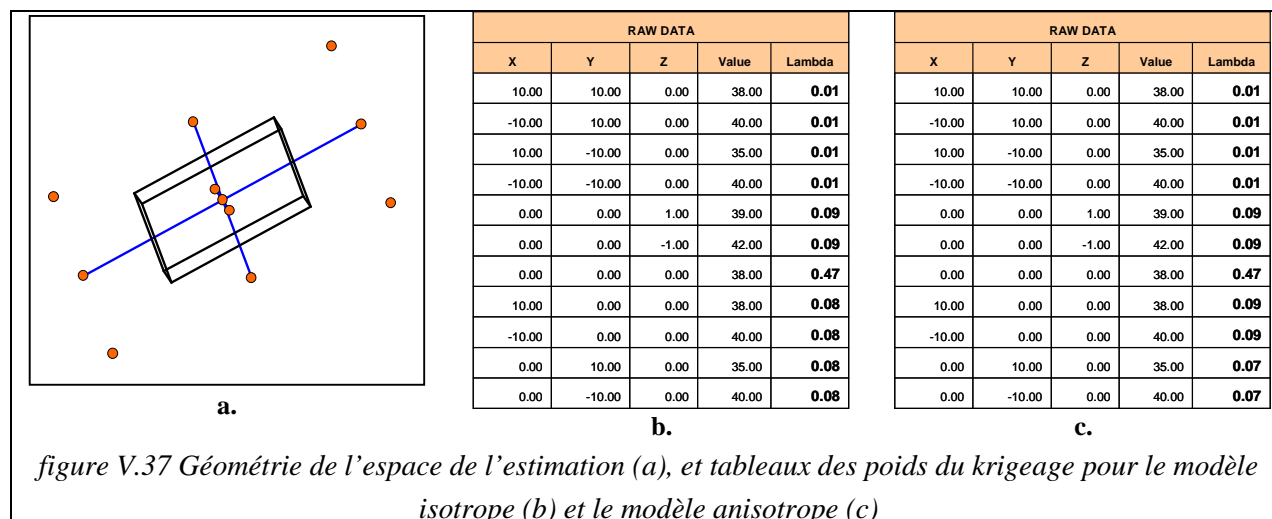 RAW DATA
X Y Z Value Lambda
10.00 10.00 0.00 38.00 0.01
-10.00 10.00 0.00 40.00 0.01
10.00 -10.00 0.00 35.00 0.01
-10.00 -10.00 0.00 40.00 0.01
0.00 0.00 1.00 39.00 0.09
0.00 0.00 -1.00 42.00 0.09
0.00 0.00 0.00 38.00 0.47
10.00 0.00 0.00 38.00 0.08
-10.00 0.00 0.00 40.00 0.08
0.00 10.00 0.00 35.00 0.08
0.00 -10.00 0.00 40.00 0.08
RAW DATA
X Y Z Value Lambda
10.00 10.00 0.00 38.00 0.01
-10.00 10.00 0.00 40.00 0.01
10.00 -10.00 0.00 35.00 0.01
-10.00 -10.00 0.00 40.00 0.01
0.00 0.00 1.00 39.00 0.09
0.00 0.00 -1.00 42.00 0.09
0.00 0.00 0.00 38.00 0.47
10.00 0.00 0.00 38.00 0.09
-10.00 0.00 0.00 40.00 0.09
0.00 10.00 0.00 35.00 0.07
0.00 -10.00 0.00 40.00 0.07
a.
b.
c.
figure V.37 Géométrie de l'espace de l'estimation (a), et tableaux des poids du krigeage pour le modèle
isotrope (b) et le modèle anisotrope (c)